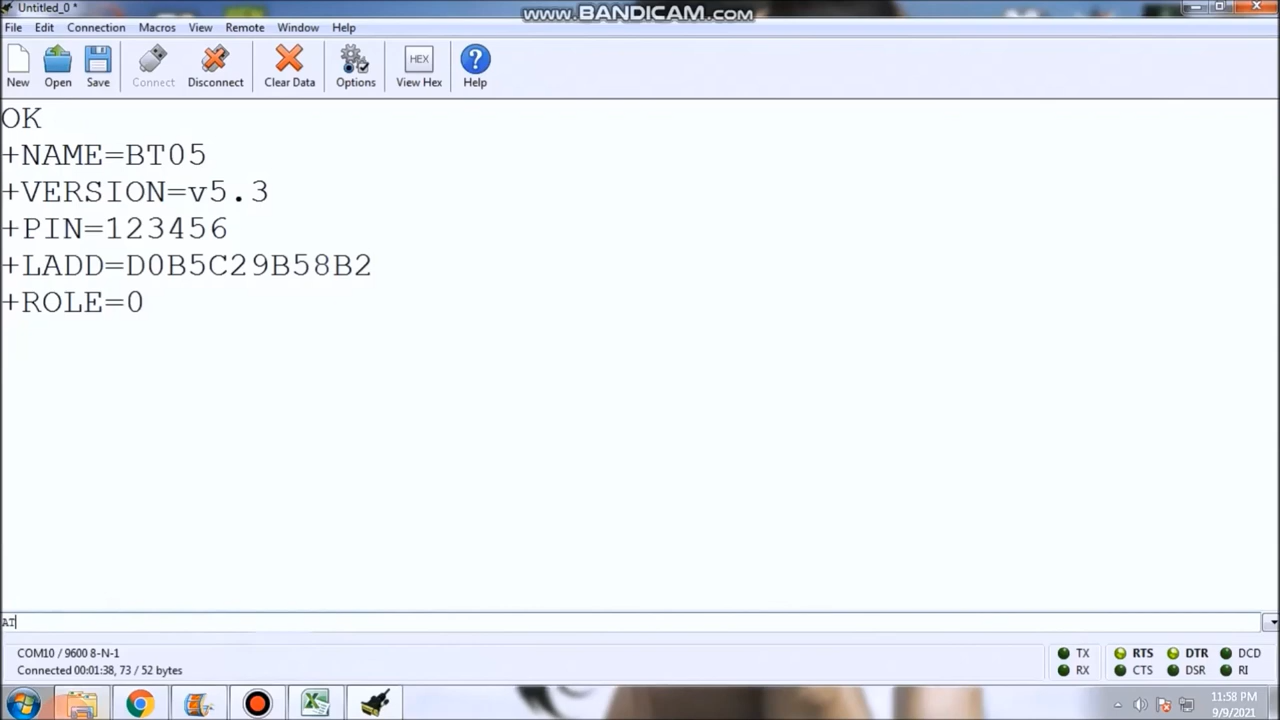 Untitled_0 *
www.BANDICAM.com
File Edit Connection Macros View Remote Window Help
New Open Save Connect Disconnect Clear Data Options HEX View Hex ? Help
OK
+NAME=BT05
+VERSION=v5.3
+PIN=123456
+LADD=D0B5C29B58B2
+ROLE=0
AT
COM10 / 9600 8-N-1
Connected 00:01:38, 73 / 52 bytes
TX RTS DTR DCD
RX CTS DSR RI
11:58 PM
9/9/2021